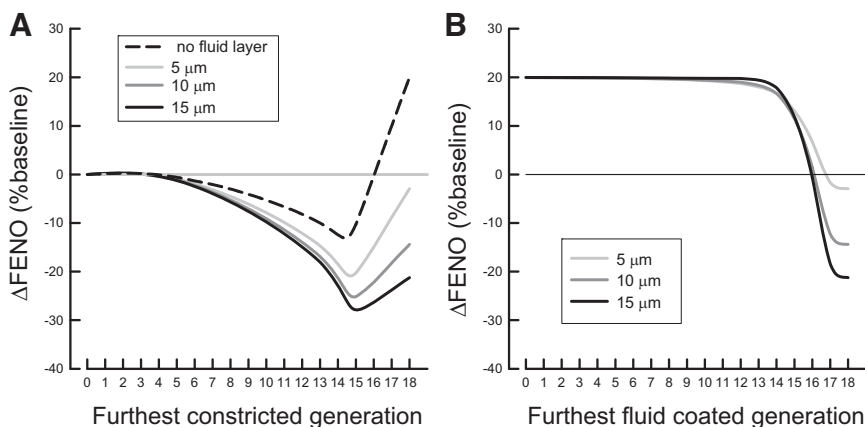 A
ΔFENO (%baseline)
30
20
10
0
-10
-20
-30
-40
no fluid layer
5 μm
10 μm
15 μm
0 1 2 3 4 5 6 7 8 9 10 11 12 13 14 15 16 17 18
Furthest constricted generation
B
ΔFENO (%baseline)
30
20
10
0
-10
-20
-30
-40
5 μm
10 μm
15 μm
0 1 2 3 4 5 6 7 8 9 10 11 12 13 14 15 16 17 18
Furthest fluid coated generation